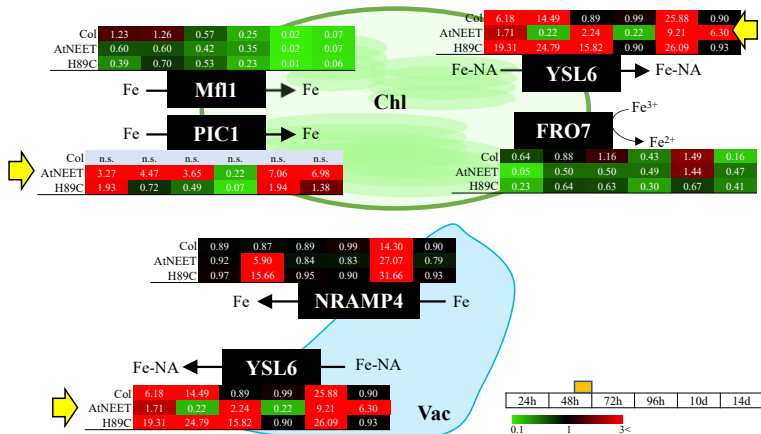 Col 1.23 1.26 0.57 0.25 0.02 0.07
AtNEET 0.60 0.60 0.42 0.35 0.02 0.07
H89C 0.39 0.70 0.53 0.23 0.01 0.06
Fe Mfl1 Fe
Chl
Fe PIC1 Fe
Col n.s. n.s. n.s. n.s. n.s. n.s.
AtNEET 3.27 4.47 3.65 0.22 7.06 6.98
H89C 1.93 0.72 0.49 0.07 1.94 1.38
Col 6.18 14.49 0.89 0.99 25.88 0.90
AtNEET 1.71 0.22 2.24 0.22 9.21 6.30
H89C 19.31 24.79 15.82 0.90 26.09 0.93
Fe-NA YSL6 Fe-NA
FRO7
Fe3+
Fe2+
Col 0.64 0.88 1.16 0.43 1.49 0.16
AtNEET 0.05 0.50 0.50 0.49 1.44 0.47
H89C 0.23 0.64 0.63 0.30 0.67 0.41
Col 0.89 0.87 0.89 0.99 14.30 0.90
AtNEET 0.92 5.90 0.84 0.83 27.07 0.79
H89C 0.97 15.66 0.95 0.90 31.66 0.93
Fe NRAMP4 Fe
Fe-NA YSL6 Fe-NA
Col 6.18 14.49 0.89 0.99 25.88 0.90
AtNEET 1.71 0.22 2.24 0.22 9.21 6.30
H89C 19.31 24.79 15.82 0.90 26.09 0.93
Vac
24h 48h 72h 96h 10d 14d
0.1 1 3<